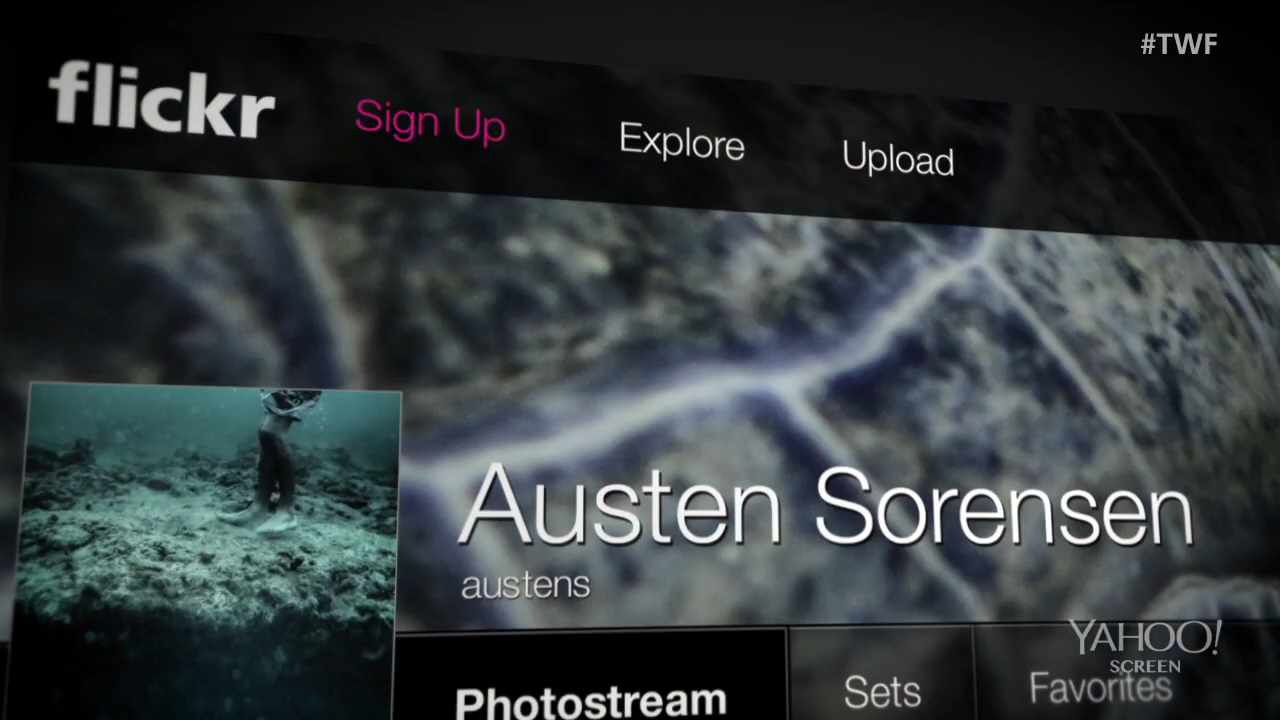 #TWF
flickr Sign Up Explore Upload
Austen Sorensen
austens
YAHOO!
SCREEN
Photostream Sets Favorites